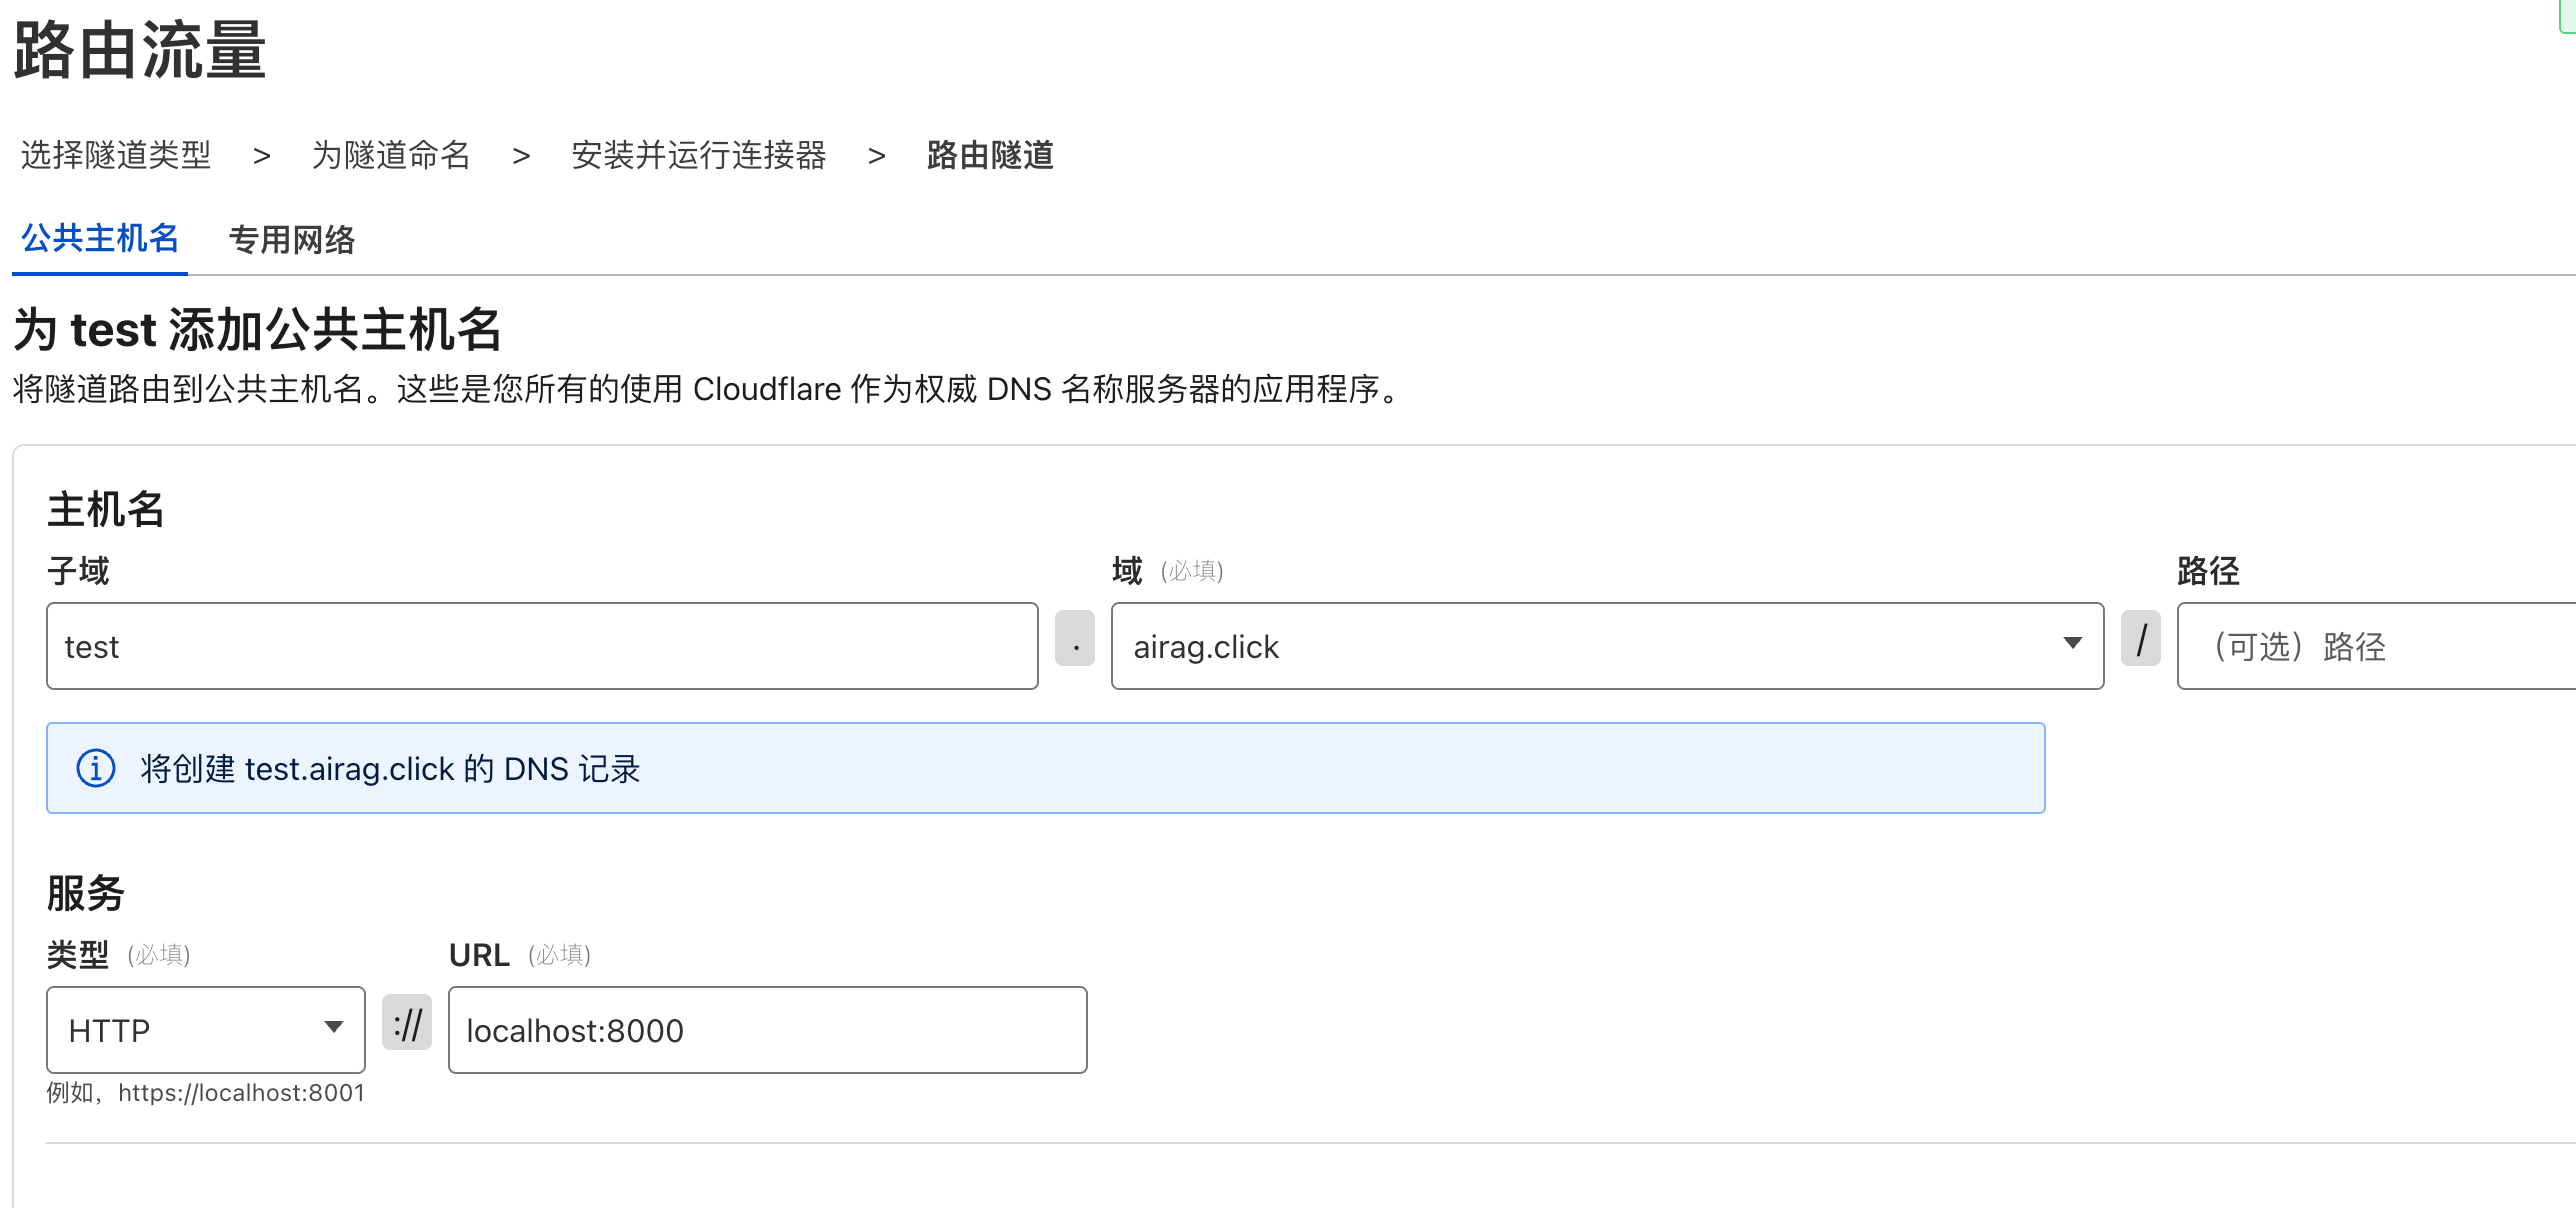 路由流量
选择隧道类型 > 为隧道命名 > 安装并运行连接器 > 路由隧道
公共主机名 专用网络
为 test 添加公共主机名
将隧道路由到公共主机名。这些是您所有的使用 Cloudflare 作为权威 DNS 名称服务器的应用程序。
主机名
子域 域 (必填) 路径
test . airag.click / （可选）路径
将创建 test.airag.click 的 DNS 记录
服务
类型 (必填) URL (必填)
HTTP :// localhost:8000
例如，https://localhost:8001